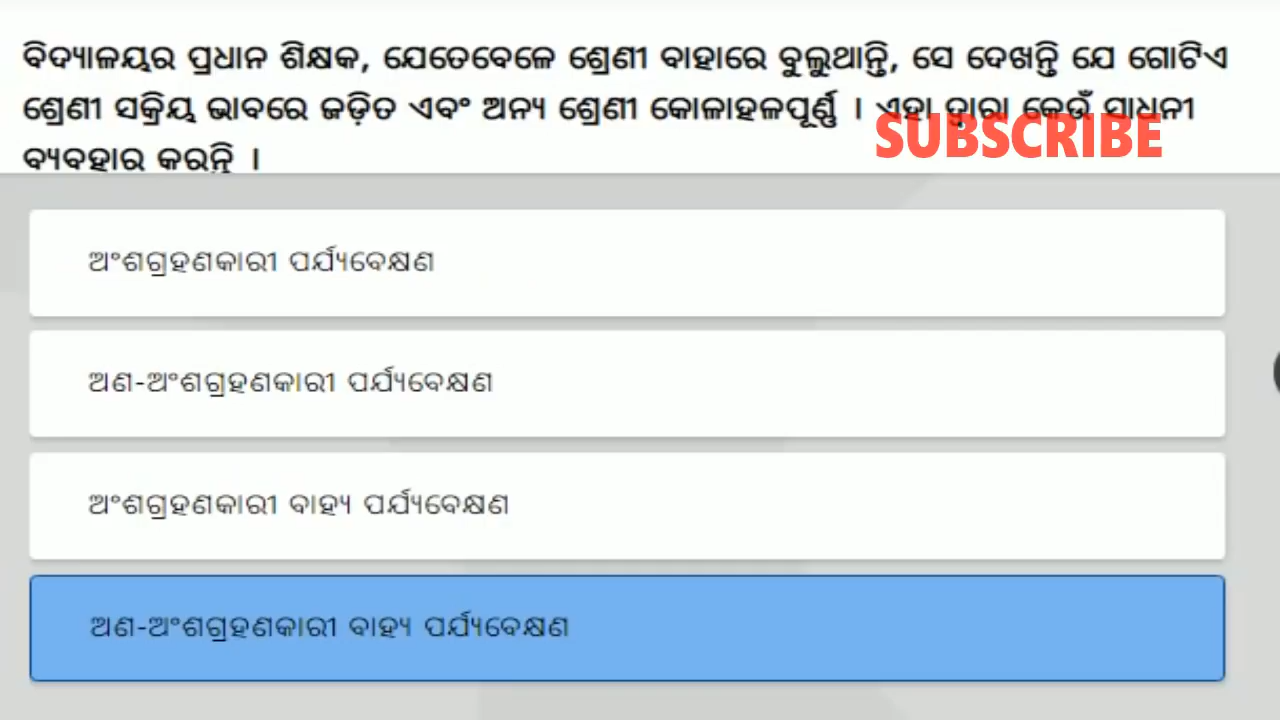 ବିଦ୍ୟାଳୟର ପ୍ରଧାନ ଶିକ୍ଷକ, ଯେତେବେଳେ ଶ୍ରେଣୀ ବାହାରେ ବୁଲୁଥାନ୍ତି, ସେ ଦେଖନ୍ତି ଯେ ଗୋଟିଏ
ଶ୍ରେଣୀ ସକ୍ରିୟ ଭାବରେ ଜଡ଼ିତ ଏବଂ ଅନ୍ୟ ଶ୍ରେଣୀ କୋଳାହଳପୂର୍ଣ୍ଣ । ଏହା ଦ୍ୱାରା କେଉଁ ସାଧନୀ
SUBSCRIBE
ବ୍ୟବହାର କରନ୍ତି ।
ଅଂଶଗ୍ରହଣକାରୀ ପର୍ଯ୍ୟବେକ୍ଷଣ
ଅଣ-ଅଂଶଗ୍ରହଣକାରୀ ପର୍ଯ୍ୟବେକ୍ଷଣ
ଅଂଶଗ୍ରହଣକାରୀ ବାହ୍ୟ ପର୍ଯ୍ୟବେକ୍ଷଣ
ଅଣ-ଅଂଶଗ୍ରହଣକାରୀ ବାହ୍ୟ ପର୍ଯ୍ୟବେକ୍ଷଣ